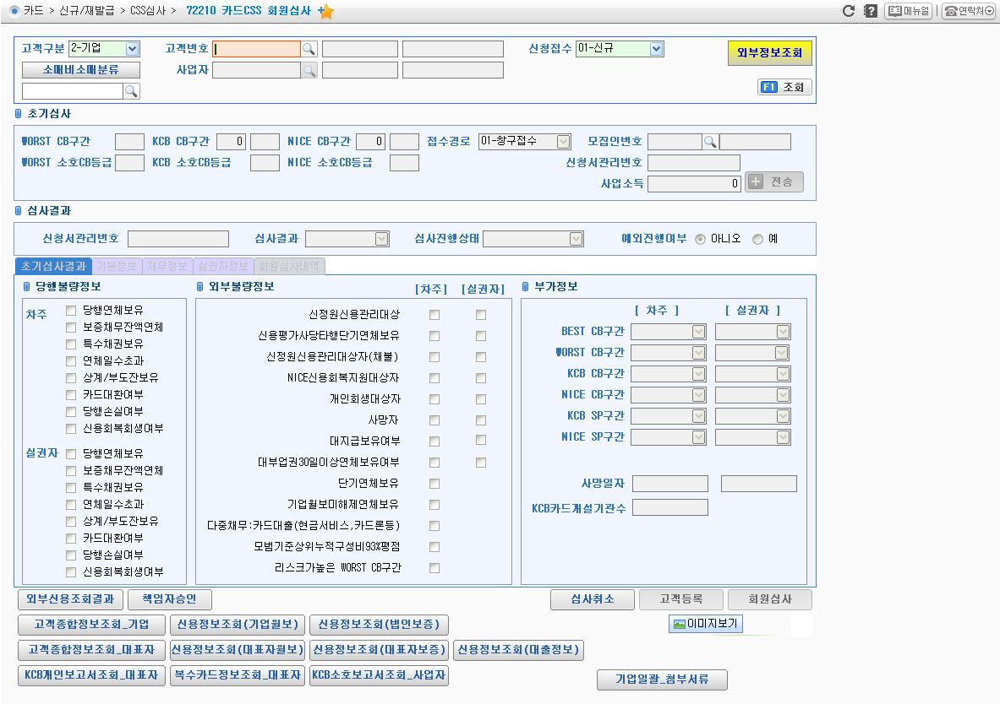 카드 > 신규/재발급 > CSS심사 > 72210 카드CSS 회원심사
메뉴얼 | 연락처
고객구분 2-기업 고객번호 신청접수 01-신규 외부정보조회
소매비소매분류 사업자
F1 조회
초기심사
WORST CB구간 KCB CB구간 0 NICE CB구간 0 접수경로 01-창구접수 모집인번호
WORST 소호CB등급 KCB 소호CB등급 NICE 소호CB등급 신청서관리번호
사업소득 0 전송
심사결과
신청서관리번호 심사결과 심사진행상태 예외진행여부 아니오 예
초기심사결과 기본정보 재무정보 실권자정보 회원심사내역
당행불량정보
차주 당행연체보유
보증채무잔액연체
특수채권보유
연체일수초과
상계/부도잔보유
카드대환여부
당행손실여부
신용회복회생여부
실권자 당행연체보유
보증채무잔액연체
특수채권보유
연체일수초과
상계/부도잔보유
카드대환여부
당행손실여부
신용회복회생여부
외부불량정보 [차주] [실권자]
신정원신용관리대상
신용평가사당타행단기연체보유
신정원신용관리대상자(채불)
NICE신용회복지원대상자
개인회생대상자
사망자
대지급보유여부
대부업권30일이상연체보유여부
단기연체보유
기업월보미해제연체보유
다중채무:카드대출(현금서비스,카드론등)
모범기준상위누적구성비93%평점
리스크가높은 WORST CB구간
부가정보
[ 차주 ] [ 실권자 ]
BEST CB구간
WORST CB구간
KCB CB구간
NICE CB구간
KCB SP구간
NICE SP구간
사망일자
KCB카드개설기관수
외부신용조회결과 책임자승인 심사취소 고객등록 회원심사
고객종합정보조회_기업 신용정보조회(기업월보) 신용정보조회(법인보증) 이미지보기
고객종합정보조회_대표자 신용정보조회(대표자월보) 신용정보조회(대표자보증) 신용정보조회(대출정보)
KCB개인보고서조회_대표자 복수카드정보조회_대표자 KCB소호보고서조회_사업자 기업일괄_첨부서류